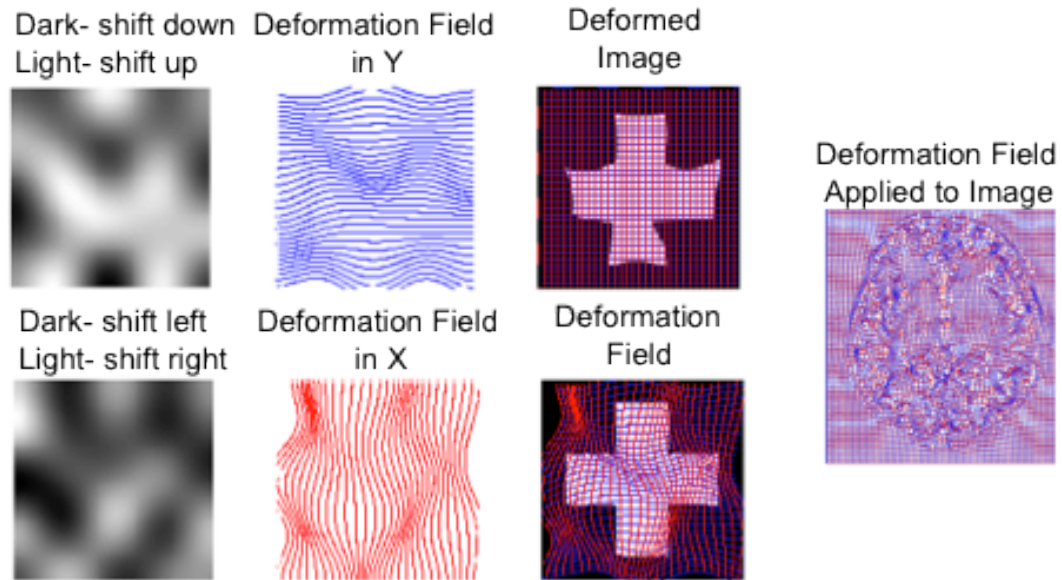 Dark- shift down
Light- shift up
Deformation Field
in Y
Deformed
Image
Deformation Field
Applied to Image
Dark- shift left
Light- shift right
Deformation Field
in X
Deformation
Field